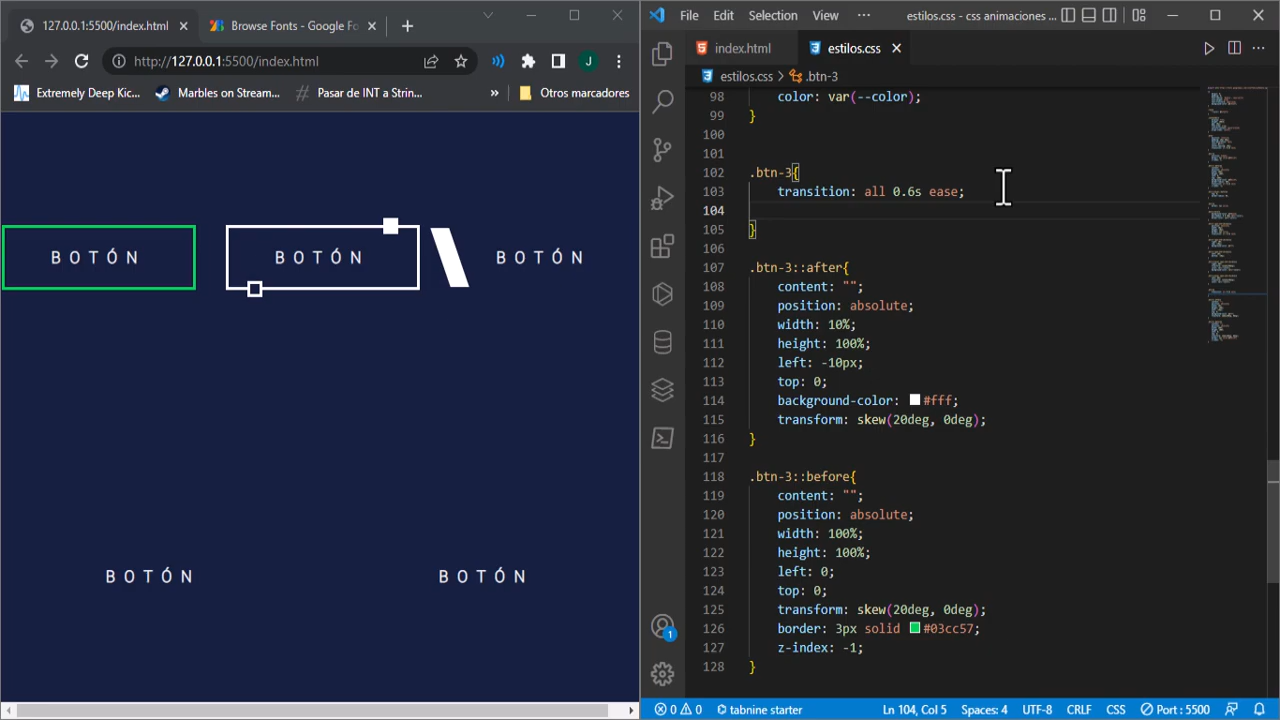 127.0.0.1:5500/index.html
Browse Fonts - Google Fo
http://127.0.0.1:5500/index.html
J
Extremely Deep Kic...
Marbles on Stream...
Pasar de INT a Strin...
»
Otros marcadores
BOTÓN
BOTÓN
BOTÓN
BOTÓN
BOTÓN
File Edit Selection View ···
estilos.css - css animaciones ...
index.html
estilos.css
estilos.css > .btn-3
98 color: var(--color);
99 }
100
101
102 .btn-3{
103 transition: all 0.6s ease;
104
105 }
106
107 .btn-3::after{
108 content: "";
109 position: absolute;
110 width: 10%;
111 height: 100%;
112 left: -10px;
113 top: 0;
114 background-color: #fff;
115 transform: skew(20deg, 0deg);
116 }
117
118 .btn-3::before{
119 content: "";
120 position: absolute;
121 width: 100%;
122 height: 100%;
123 left: 0;
124 top: 0;
125 transform: skew(20deg, 0deg);
126 border: 3px solid #03cc57;
127 z-index: -1;
128 }
1
0 0 tabnine starter Ln 104, Col 5 Spaces: 4 UTF-8 CRLF CSS Port : 5500